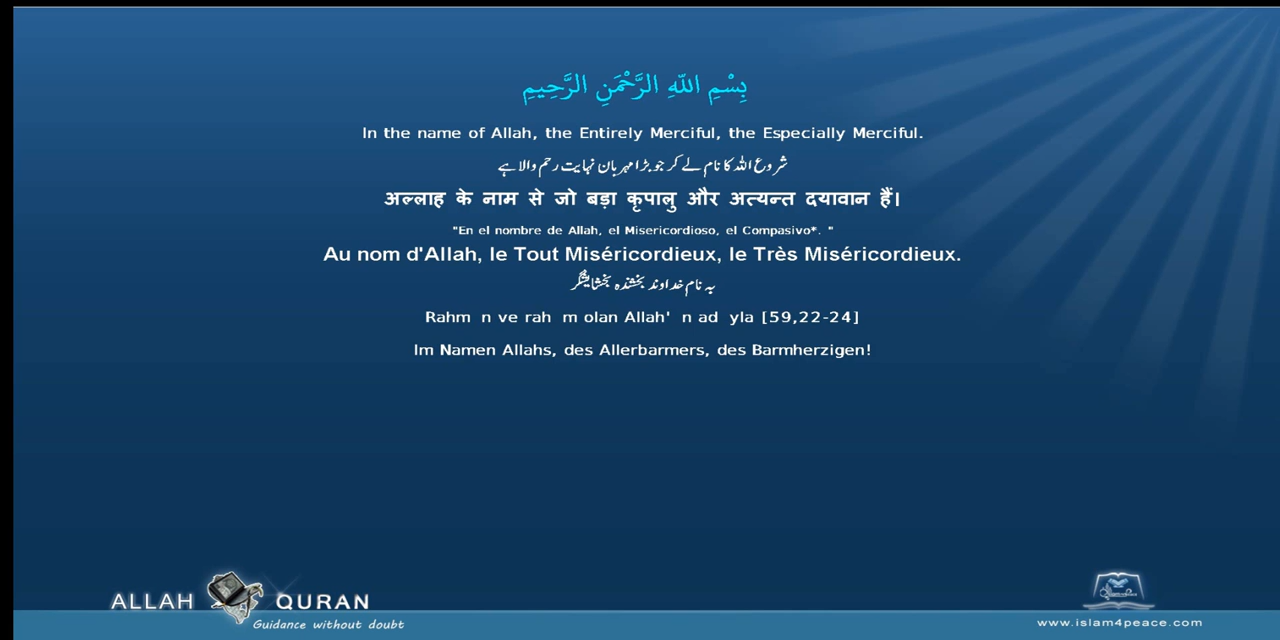 بِسْمِ اللَّهِ الرَّحْمَنِ الرَّحِيمِ
In the name of Allah, the Entirely Merciful, the Especially Merciful.
شروع الله کا نام لے کر جو بڑا مہربان نہایت رحم والا ہے
अल्लाह के नाम से जो बड़ा कृपालु और अत्यन्त दयावान हैं।
"En el nombre de Allah, el Misericordioso, el Compasivo*. "
Au nom d'Allah, le Tout Miséricordieux, le Très Miséricordieux.
به نام خداوند بخشنده بخشایشگر
Rahm n ve rah m olan Allah' n ad yla [59,22-24]
Im Namen Allahs, des Allerbarmers, des Barmherzigen!
ALLAH QURAN
Guidance without doubt
www.islam4peace.com